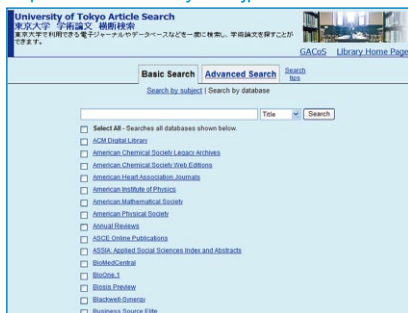 University of Tokyo Article Search
東京大学 学術論文 横断検索
東京大学で利用できる電子ジャーナルやデータベースなどを一度に検索し、学術論文を探すことが
できます。
GACoS Library Home Page
Basic Search Advanced Search Search
tips
Search by subject | Search by database
Title Search
Select All - Searches all databases shown below.
ACM Digital Library
American Chemical Society Legacy Archives
American Chemical Society Web Editions
American Heart Association Journals
American Institute of Physics
American Mathematical Society
American Physical Society
Annual Reviews
ASCE Online Publications
ASSIA: Applied Social Sciences Index and Abstracts
BioMedCentral
BioOne.1
Biosis Preview
Blackwell-Synergy
Business Source Elite